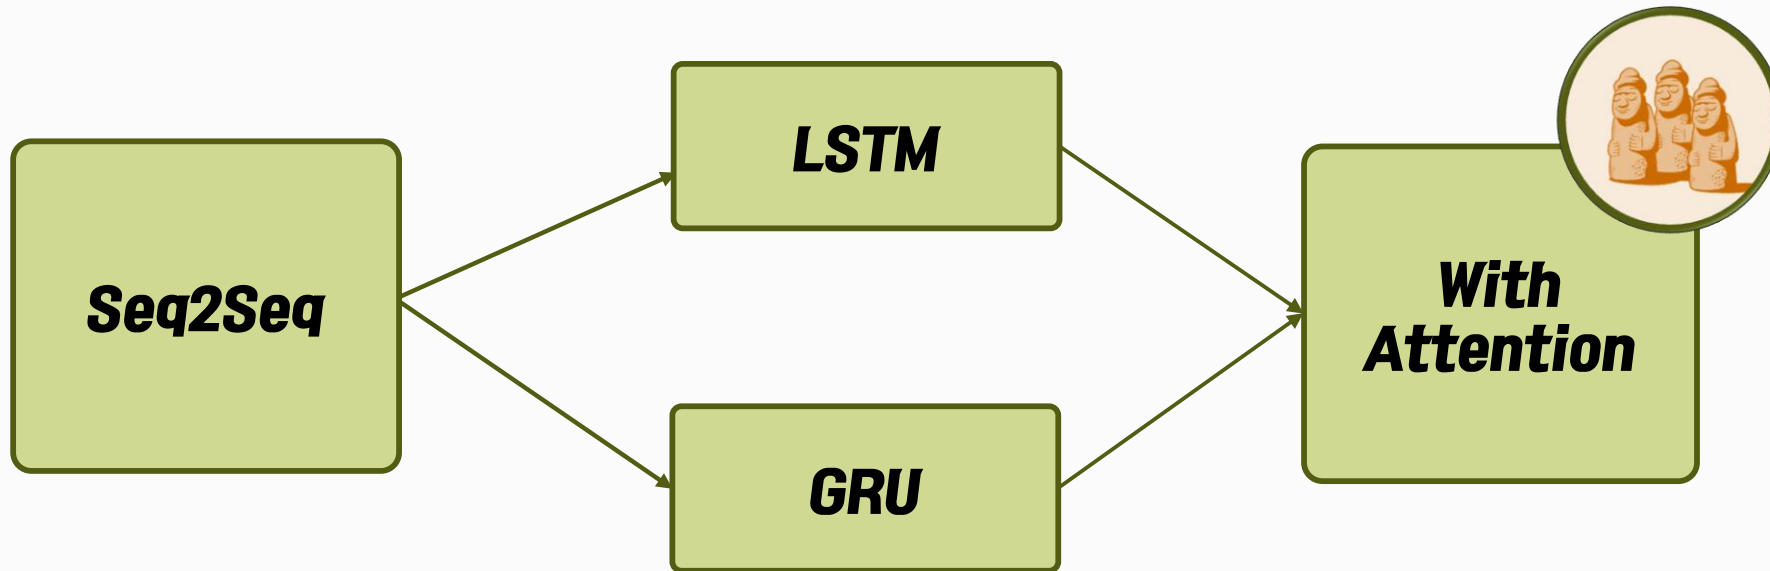 Seq2Seq
LSTM
GRU
With
Attention